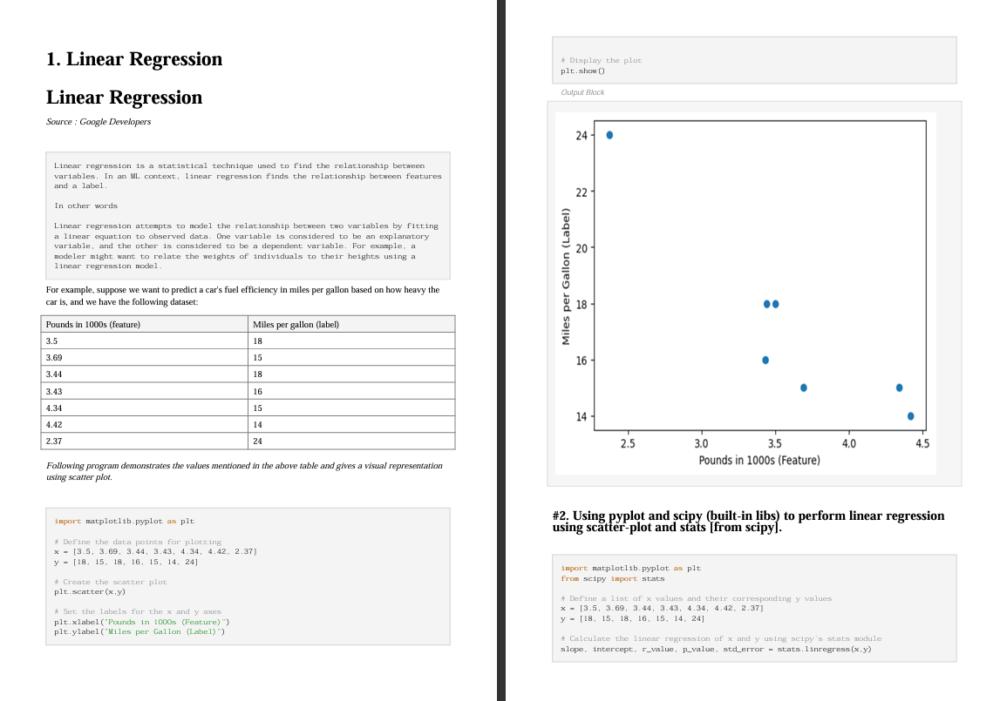 1. Linear Regression
Linear Regression
Source : Google Developers
Linear regression is a statistical technique used to find the relationship between
variables. In an ML context, linear regression finds the relationship between features
and a label.
In other words
Linear regression attempts to model the relationship between two variables by fitting
a linear equation to observed data. One variable is considered to be an explanatory
variable, and the other is considered to be a dependent variable. For example, a
modeler might want to relate the weights of individuals to their heights using a
linear regression model.
For example, suppose we want to predict a car's fuel efficiency in miles per gallon based on how heavy the
car is, and we have the following dataset:
Pounds in 1000s (feature) Miles per gallon (label)
3.5 18
3.69 15
3.44 18
3.43 16
4.34 15
4.42 14
2.37 24
Following program demonstrates the values mentioned in the above table and gives a visual representation
using scatter plot.
import matplotlib.pyplot as plt
# Define the data points for plotting
x = [3.5, 3.69, 3.44, 3.43, 4.34, 4.42, 2.37]
y = [18, 15, 18, 16, 15, 14, 24]
# Create the scatter plot
plt.scatter(x,y)
# Set the labels for the x and y axes
plt.xlabel("Pounds in 1000s (Feature)")
plt.ylabel("Miles per Gallon (Label)")
# Display the plot
plt.show()
Output Block
24
22
20
18
16
14
Miles per Gallon (Label)
2.5 3.0 3.5 4.0 4.5
Pounds in 1000s (Feature)
#2. Using pyplot and scipy (built-in libs) to perform linear regression
using scatter-plot and stats [from scipy].
import matplotlib.pyplot as plt
from scipy import stats
# Define a list of x values and their corresponding y values
x = [3.5, 3.69, 3.44, 3.43, 4.34, 4.42, 2.37]
y = [18, 15, 18, 16, 15, 14, 24]
# Calculate the linear regression of x and y using scipy's stats module
slope, intercept, r_value, p_value, std_error = stats.linregress(x,y)